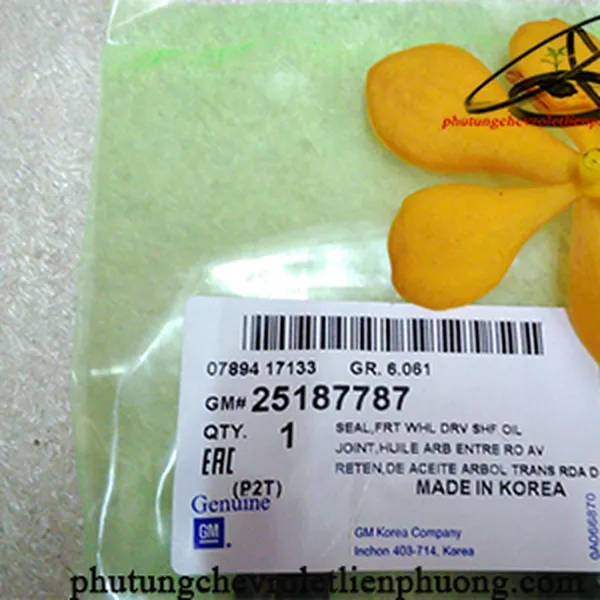 phutungchevroletlienp
07894 17133 GR. 6.061
GM# 25187787
QTY. 1
SEAL,FRT WHL DRV SHF OIL
JOINT,HUILE ARB ENTRE RO AV
RETEN,DE ACEITE ARBOL TRANS RDA D
EAC
(P2T)
MADE IN KOREA
Genuine
GM
GM Korea Company
Inchon 403-714, Korea
0A066870
phutungchevroletlienphuong.com